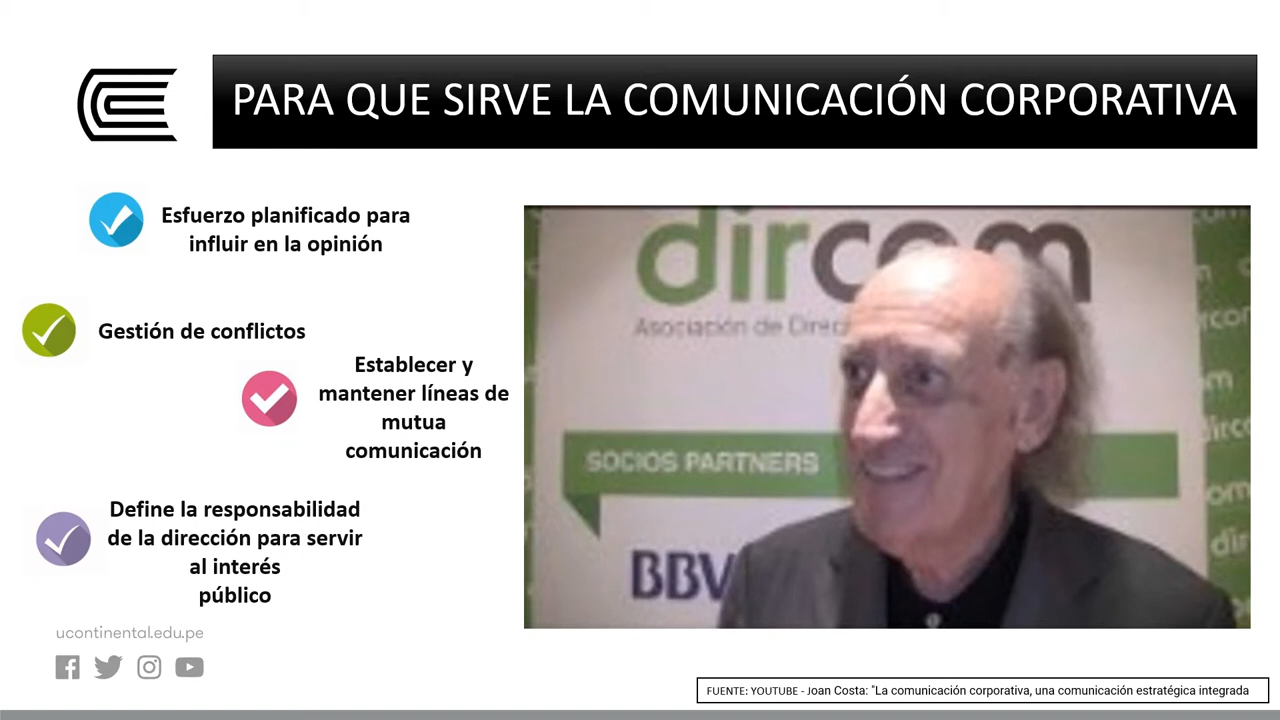 PARA QUE SIRVE LA COMUNICACIÓN CORPORATIVA
Esfuerzo planificado para
influir en la opinión
Gestión de conflictos
Establecer y
mantener líneas de
mutua
comunicación
Define la responsabilidad
de la dirección para servir
al interés
público
ucontinental.edu.pe
dircom
Asociación de
SOCIOS PARTNERS
FUENTE: YOUTUBE - Joan Costa: "La comunicación corporativa, una comunicación estratégica integrada